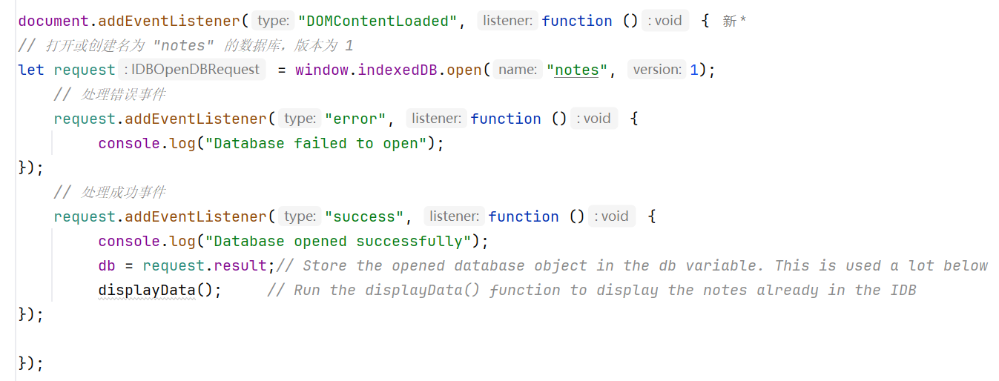 document.addEventListener( type: "DOMContentLoaded", listener: function () : void { 新 *
// 打开或创建名为 "notes" 的数据库，版本为 1
let request : IDBOpenDBRequest = window.indexedDB.open( name: "notes", version: 1);
// 处理错误事件
request.addEventListener( type: "error", listener: function () : void {
console.log("Database failed to open");
});
// 处理成功事件
request.addEventListener( type: "success", listener: function () : void {
console.log("Database opened successfully");
db = request.result;// Store the opened database object in the db variable. This is used a lot below
displayData(); // Run the displayData() function to display the notes already in the IDB
});
});